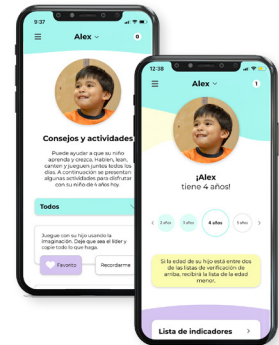 9:37
Alex
0
Consejos y actividades
Puede ayudar a que su niño
aprenda y crezca. Hablen, lean,
canten y jueguen juntos todos los
días. A continuación se presentan
algunas actividades para disfrutar
con su niño de 4 años hoy.
Todos
Juegue con su hijo usando la
imaginación. Deje que sea el líder y
copie todo lo que haga.
Favorito
Recordarme
12:38
Alex
1
¡Alex
tiene 4 años!
2 años
3 años
4 años
5 años
Si la edad de su hijo está entre dos
de las listas de verificación de
arriba, recibirá la lista de la edad
menor.
Lista de indicadores